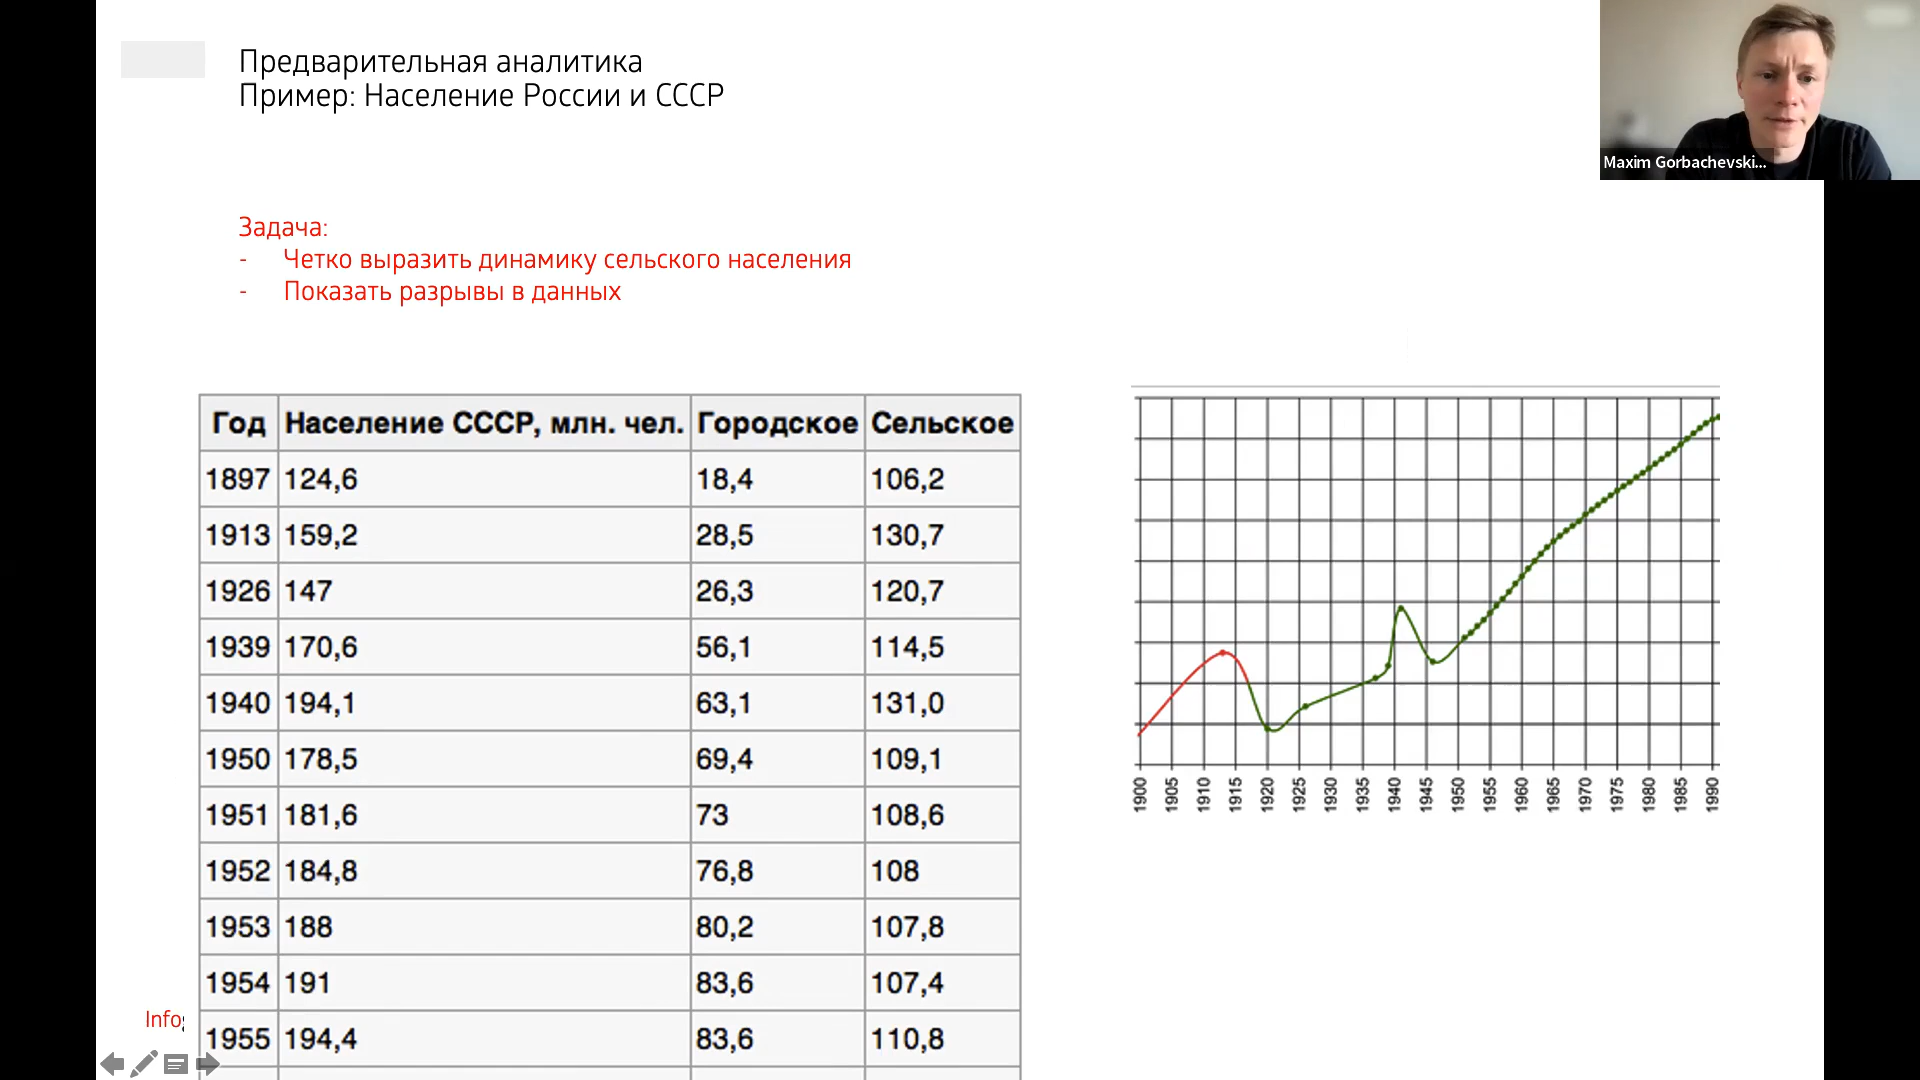 Предварительная аналитика
Пример: Население России и СССР
Maxim Gorbachevski...
Задача:
- Четко выразить динамику сельского населения
- Показать разрывы в данных
Год Население СССР, млн. чел. Городское Сельское
1897 124,6 18,4 106,2
1913 159,2 28,5 130,7
1926 147 26,3 120,7
1939 170,6 56,1 114,5
1940 194,1 63,1 131,0
1950 178,5 69,4 109,1
1951 181,6 73 108,6
1952 184,8 76,8 108
1953 188 80,2 107,8
1954 191 83,6 107,4
1955 194,4 83,6 110,8
1900 1905 1910 1915 1920 1925 1930 1935 1940 1945 1950 1955 1960 1965 1970 1975 1980 1985 1990
Info